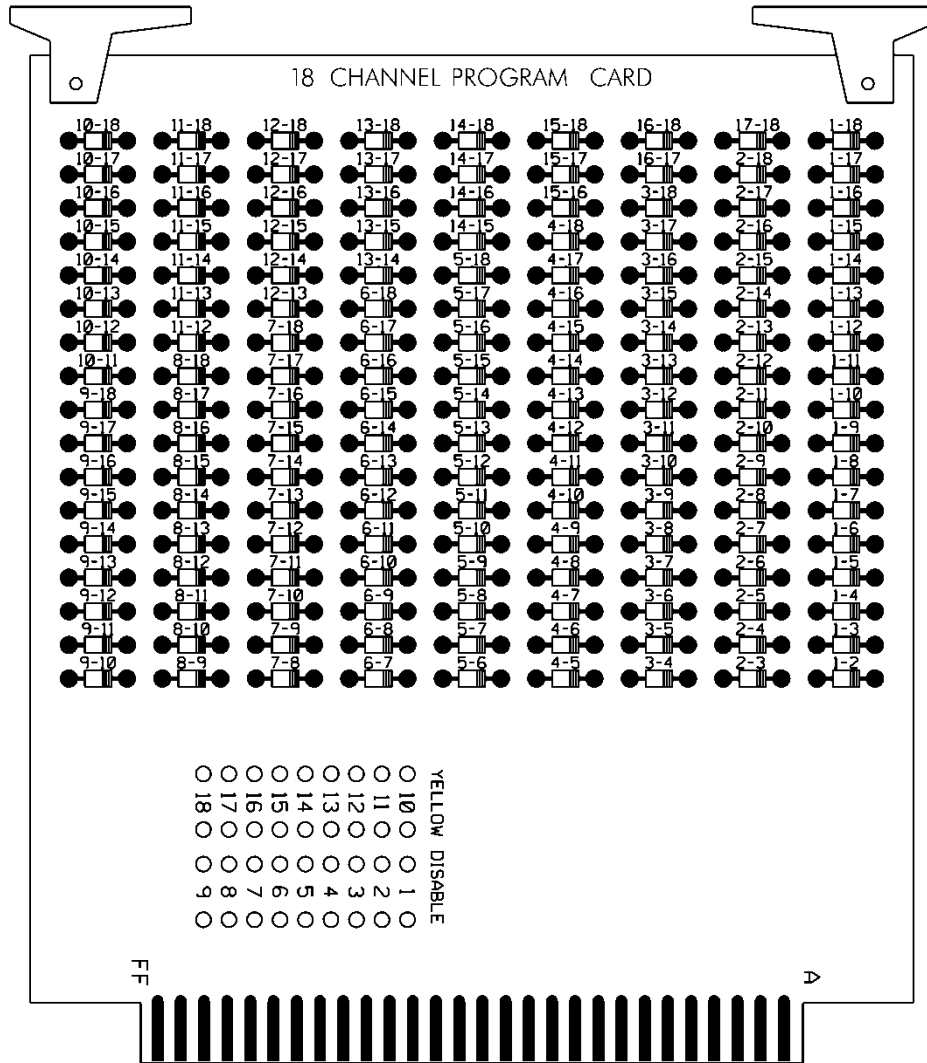 18 CHANNEL PROGRAM CARD
10-18 11-18 12-18 13-18 14-18 15-18 16-18 17-18 1-18
10-17 11-17 12-17 13-17 14-17 15-17 16-17 2-18 1-17
10-16 11-16 12-16 13-16 14-16 15-16 3-18 2-17 1-16
10-15 11-15 12-15 13-15 14-15 4-18 3-17 2-16 1-15
10-14 11-14 12-14 13-14 5-18 4-17 3-16 2-15 1-14
10-13 11-13 12-13 6-18 5-17 4-16 3-15 2-14 1-13
10-12 11-12 7-18 6-17 5-16 4-15 3-14 2-13 1-12
10-11 8-18 7-17 6-16 5-15 4-14 3-13 2-12 1-11
9-18 8-17 7-16 6-15 5-14 4-13 3-12 2-11 1-10
9-17 8-16 7-15 6-14 5-13 4-12 3-11 2-10 1-9
9-16 8-15 7-14 6-13 5-12 4-11 3-10 2-9 1-8
9-15 8-14 7-13 6-12 5-11 4-10 3-9 2-8 1-7
9-14 8-13 7-12 6-11 5-10 4-9 3-8 2-7 1-6
9-13 8-12 7-11 6-10 5-9 4-8 3-7 2-6 1-5
9-12 8-11 7-10 6-9 5-8 4-7 3-6 2-5 1-4
9-11 8-10 7-9 6-8 5-7 4-6 3-5 2-4 1-3
9-10 8-9 7-8 6-7 5-6 4-5 3-4 2-3 1-2
YELLOW DISABLE
10 1
11 2
12 3
13 4
14 5
15 6
16 7
17 8
18 9
FF
A